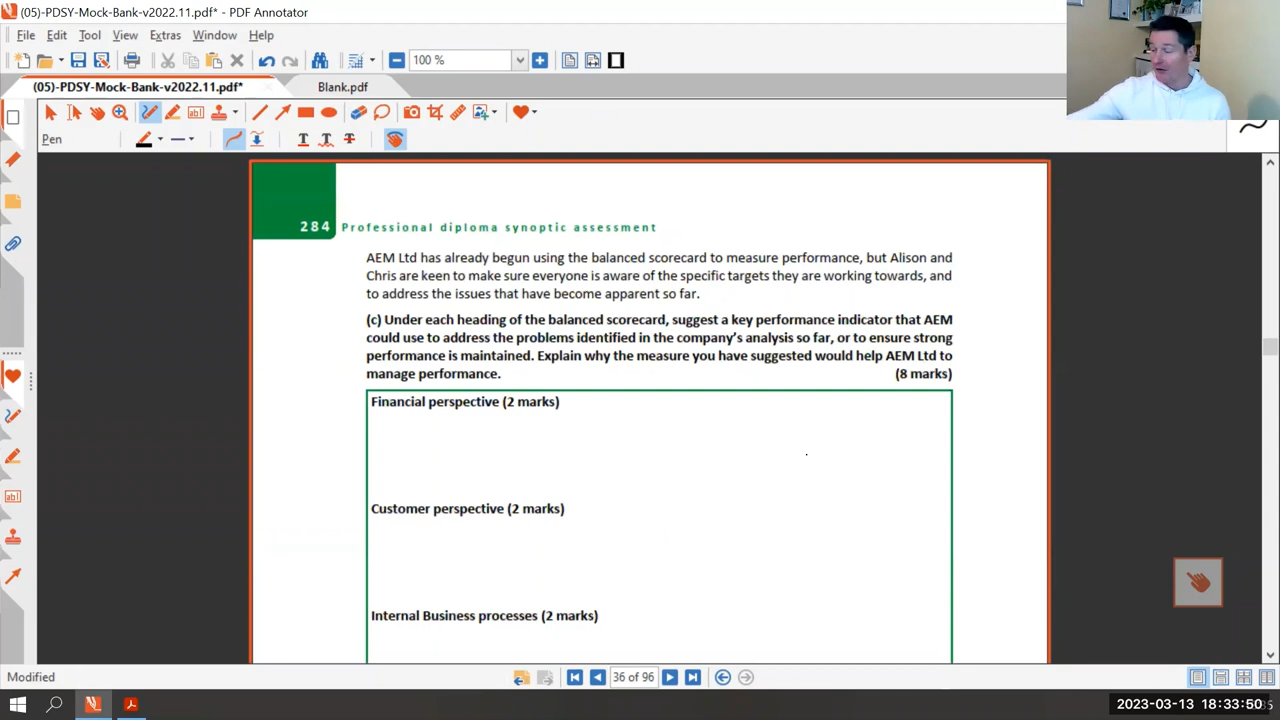 (05)-PDSY-Mock-Bank-v2022.11.pdf* - PDF Annotator
File Edit Tool View Extras Window Help
100 %
(05)-PDSY-Mock-Bank-v2022.11.pdf* Blank.pdf
Pen
284 Professional diploma synoptic assessment
AEM Ltd has already begun using the balanced scorecard to measure performance, but Alison and
Chris are keen to make sure everyone is aware of the specific targets they are working towards, and
to address the issues that have become apparent so far.
(c) Under each heading of the balanced scorecard, suggest a key performance indicator that AEM
could use to address the problems identified in the company's analysis so far, or to ensure strong
performance is maintained. Explain why the measure you have suggested would help AEM Ltd to
manage performance. (8 marks)
Financial perspective (2 marks)
Customer perspective (2 marks)
Internal Business processes (2 marks)
Modified
36 of 96
2023-03-13 18:33:50